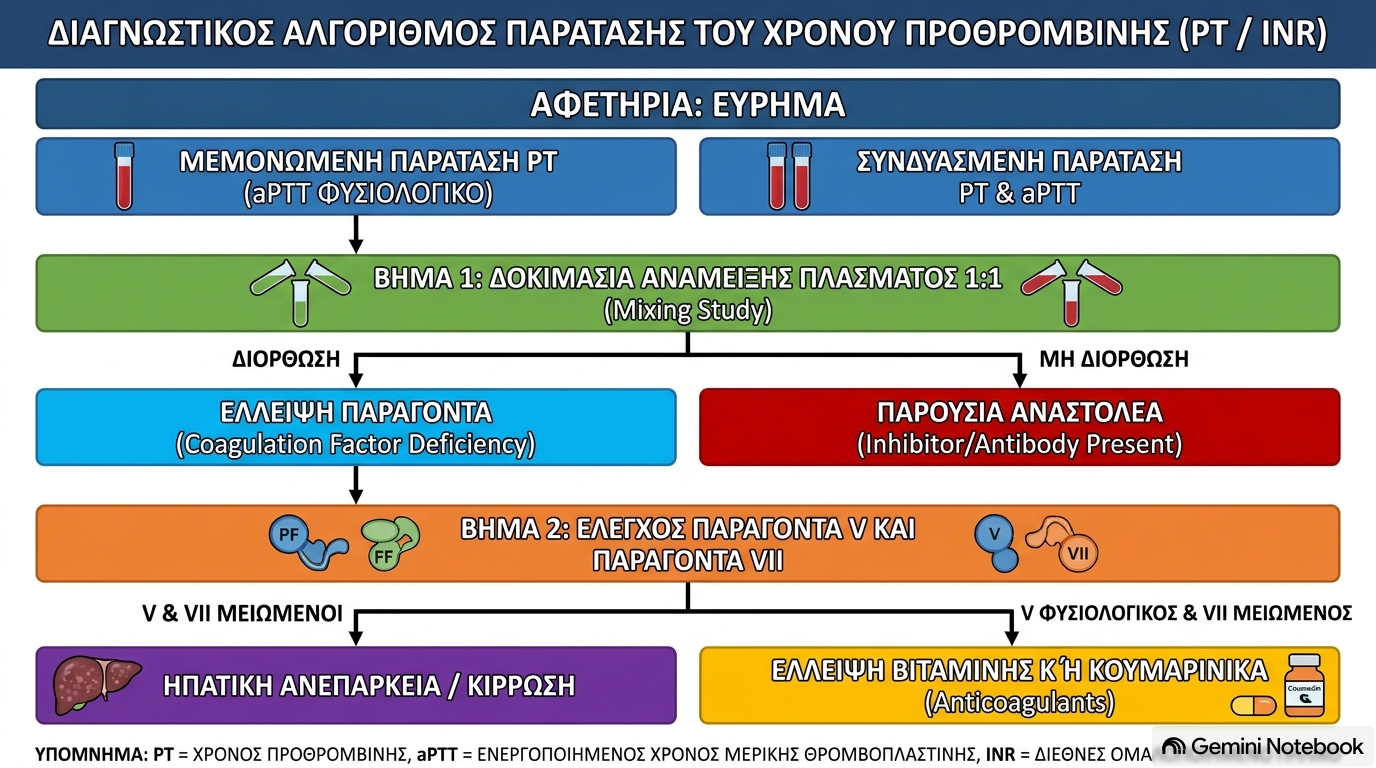 ΔΙΑΓΝΩΣΤΙΚΟΣ ΑΛΓΟΡΙΘΜΟΣ ΠΑΡΑΤΑΣΗΣ ΤΟΥ ΧΡΟΝΟΥ ΠΡΟΘΡΟΜΒΙΝΗΣ (PT / INR)
ΑΦΕΤΗΡΙΑ: ΕΥΡΗΜΑ
ΜΕΜΟΝΩΜΕΝΗ ΠΑΡΑΤΑΣΗ PT
(aPTT ΦΥΣΙΟΛΟΓΙΚΟ)
ΣΥΝΔΥΑΣΜΕΝΗ ΠΑΡΑΤΑΣΗ
PT & aPTT
ΒΗΜΑ 1: ΔΟΚΙΜΑΣΙΑ ΑΝΑΜΕΙΞΗΣ ΠΛΑΣΜΑΤΟΣ 1:1
(Mixing Study)
ΔΙΟΡΘΩΣΗ
ΜΗ ΔΙΟΡΘΩΣΗ
ΕΛΛΕΙΨΗ ΠΑΡΑΓΟΝΤΑ
(Coagulation Factor Deficiency)
ΠΑΡΟΥΣΙΑ ΑΝΑΣΤΟΛΕΑ
(Inhibitor/Antibody Present)
PF
FF
ΒΗΜΑ 2: ΕΛΕΓΧΟΣ ΠΑΡΑΓΟΝΤΑ V ΚΑΙ
ΠΑΡΑΓΟΝΤΑ VII
V
VII
V & VII ΜΕΙΩΜΕΝΟΙ
V ΦΥΣΙΟΛΟΓΙΚΟΣ & VII ΜΕΙΩΜΕΝΟΣ
ΗΠΑΤΙΚΗ ΑΝΕΠΑΡΚΕΙΑ / ΚΙΡΡΩΣΗ
ΕΛΛΕΙΨΗ ΒΙΤΑΜΙΝΗΣ Κ Ή ΚΟΥΜΑΡΙΝΙΚΑ
(Anticoagulants)
ΥΠΟΜΝΗΜΑ: PT = ΧΡΟΝΟΣ ΠΡΟΘΡΟΜΒΙΝΗΣ, aPTT = ΕΝΕΡΓΟΠΟΙΗΜΕΝΟΣ ΧΡΟΝΟΣ ΜΕΡΙΚΗΣ ΘΡΟΜΒΟΠΛΑΣΤΙΝΗΣ, INR = ΔΙΕΘΝΕΣ
Gemini Notebook